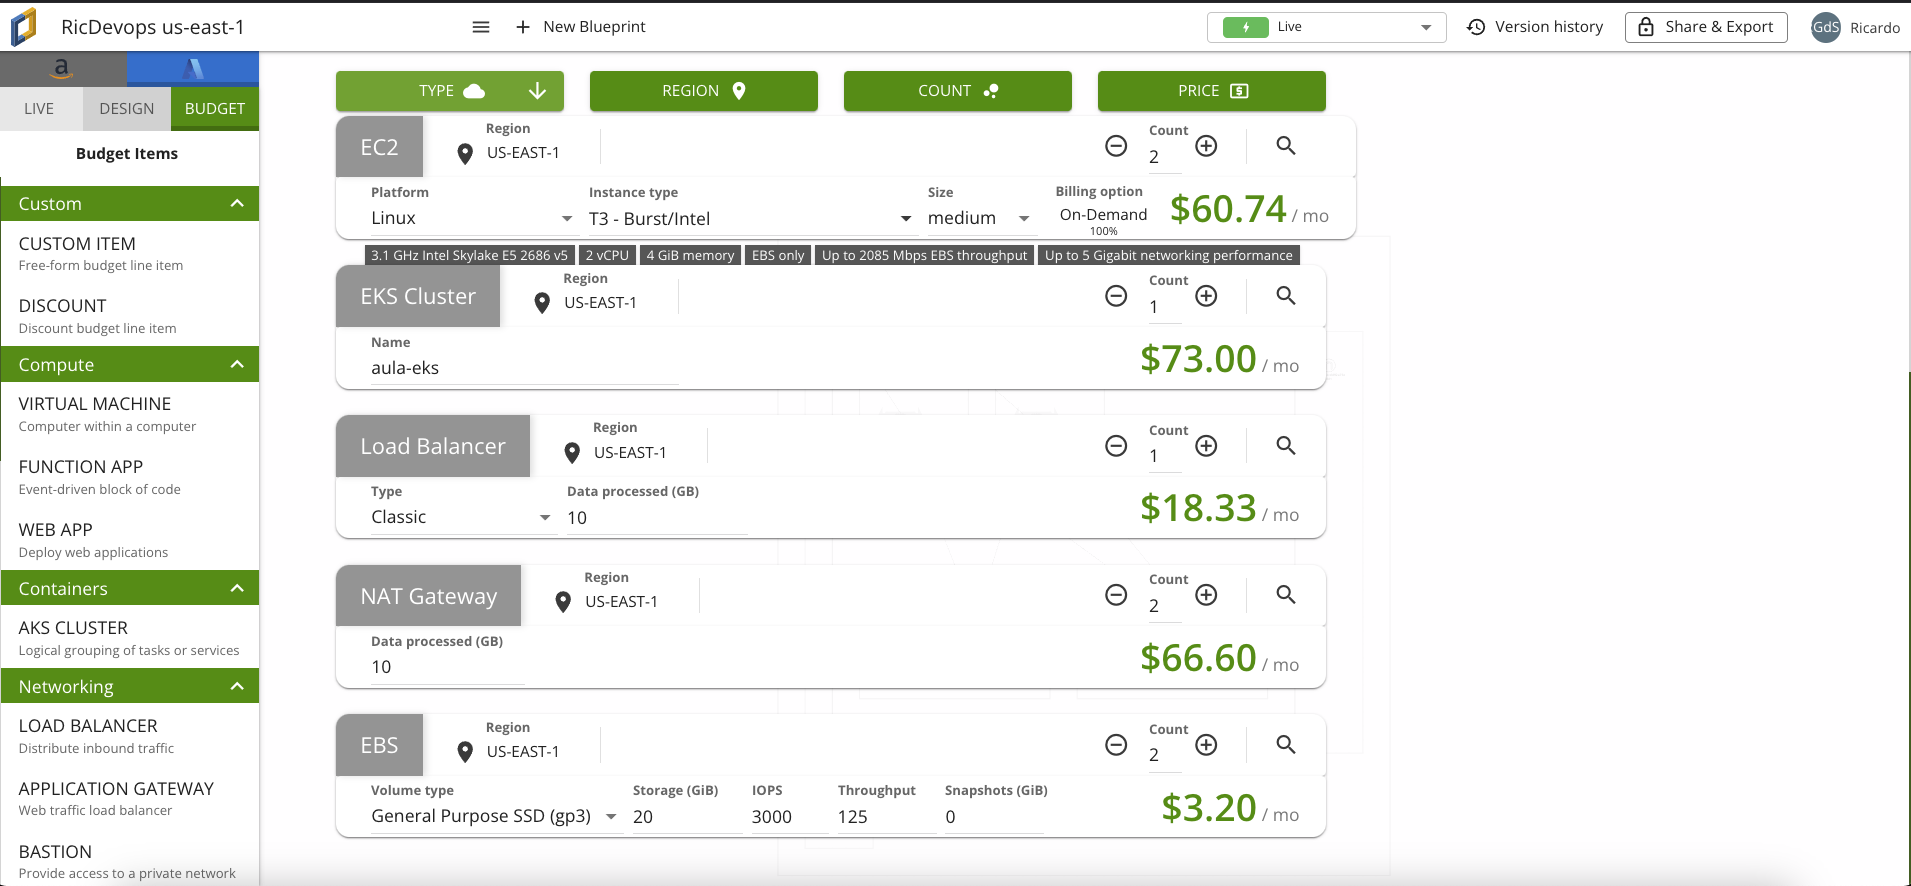 RicDevops us-east-1
New Blueprint
Live
Version history
Share & Export
GdS
Ricardo
a
LIVE
DESIGN
BUDGET
Budget Items
Custom
CUSTOM ITEM
Free-form budget line item
DISCOUNT
Discount budget line item
Compute
VIRTUAL MACHINE
Computer within a computer
FUNCTION APP
Event-driven block of code
WEB APP
Deploy web applications
Containers
AKS CLUSTER
Logical grouping of tasks or services
Networking
LOAD BALANCER
Distribute inbound traffic
APPLICATION GATEWAY
Web traffic load balancer
BASTION
Provide access to a private network
TYPE
REGION
COUNT
PRICE
EC2
Region
US-EAST-1
Count
2
Platform
Linux
Instance type
T3 - Burst/Intel
Size
medium
Billing option
On-Demand
100%
$60.74 / mo
3.1 GHz Intel Skylake E5 2686 v5
2 vCPU
4 GiB memory
EBS only
Up to 2085 Mbps EBS throughput
Up to 5 Gigabit networking performance
EKS Cluster
Region
US-EAST-1
Count
1
Name
aula-eks
$73.00 / mo
Load Balancer
Region
US-EAST-1
Count
1
Type
Classic
Data processed (GB)
10
$18.33 / mo
NAT Gateway
Region
US-EAST-1
Count
2
Data processed (GB)
10
$66.60 / mo
EBS
Region
US-EAST-1
Count
2
Volume type
General Purpose SSD (gp3)
Storage (GiB)
20
IOPS
3000
Throughput
125
Snapshots (GiB)
0
$3.20 / mo